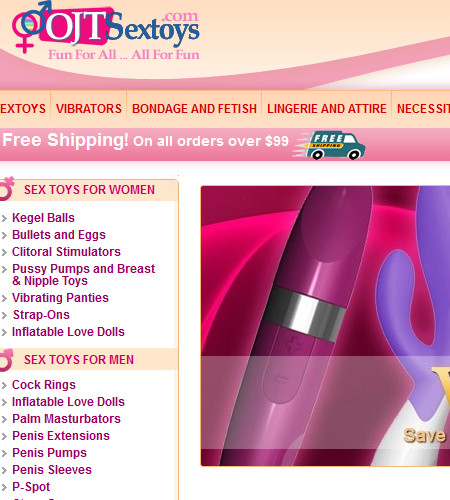 OJTSextoys.com
Fun For All ... All For Fun
EXTOYS VIBRATORS BONDAGE AND FETISH LINGERIE AND ATTIRE NECESSIT
Free Shipping! On all orders over $99
FREE
SHIPPING
SEX TOYS FOR WOMEN
Kegel Balls
Bullets and Eggs
Clitoral Stimulators
Pussy Pumps and Breast
& Nipple Toys
Vibrating Panties
Strap-Ons
Inflatable Love Dolls
SEX TOYS FOR MEN
Cock Rings
Inflatable Love Dolls
Palm Masturbators
Penis Extensions
Penis Pumps
Penis Sleeves
P-Spot
Save